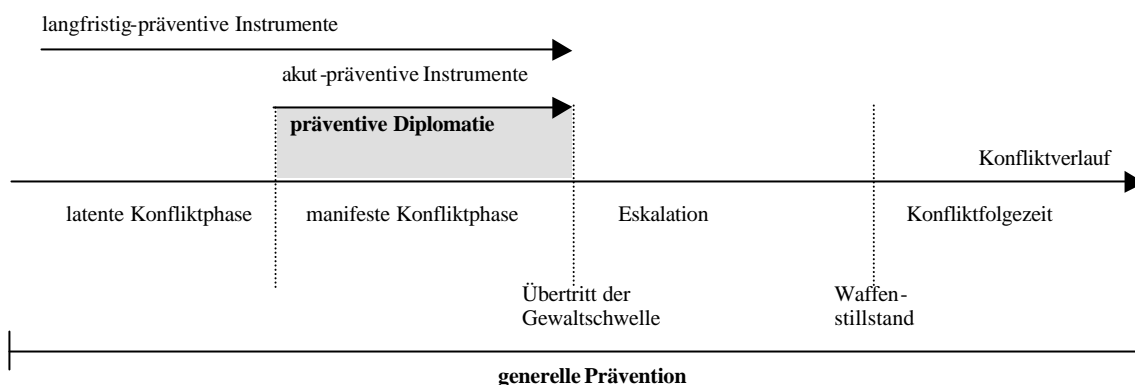 langfristig-präventive Instrumente
akut-präventive Instrumente
präventive Diplomatie
Konfliktverlauf
latente Konfliktphase
manifeste Konfliktphase
Eskalation
Konfliktfolgezeit
Übertritt der
Gewaltschwelle
Waffen-
stillstand
generelle Prävention